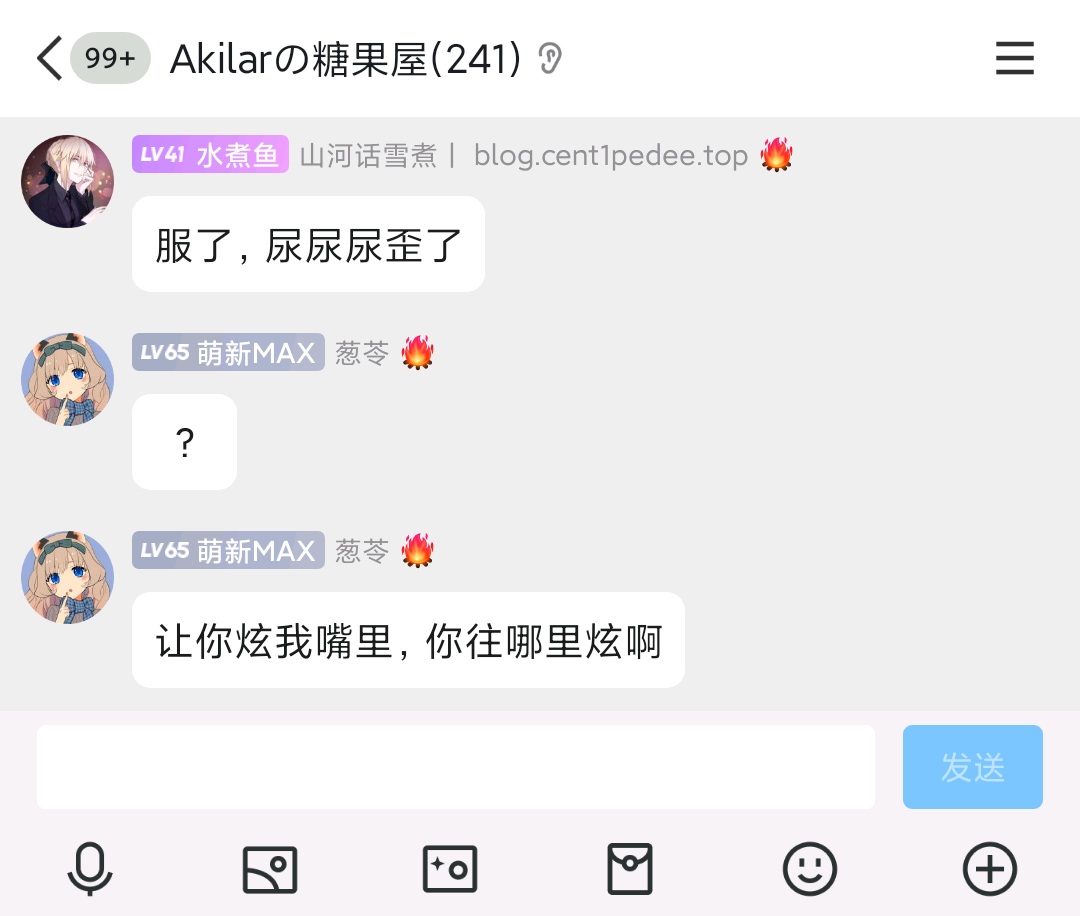 99+ Akilarの糖果屋(241)
LV41 水煮鱼 山河话雪煮丨 blog.cent1pedee.top
服了，尿尿尿歪了
LV65 萌新MAX 葱苓
？
LV65 萌新MAX 葱苓
让你炫我嘴里，你往哪里炫啊
发送